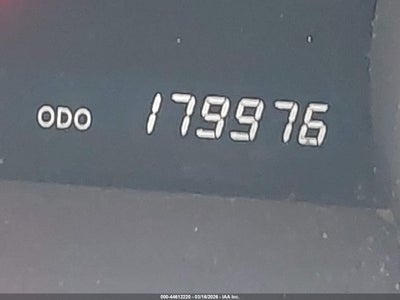 ODO 179976
000-44612220 - 03/16/2026 - IAA Inc.